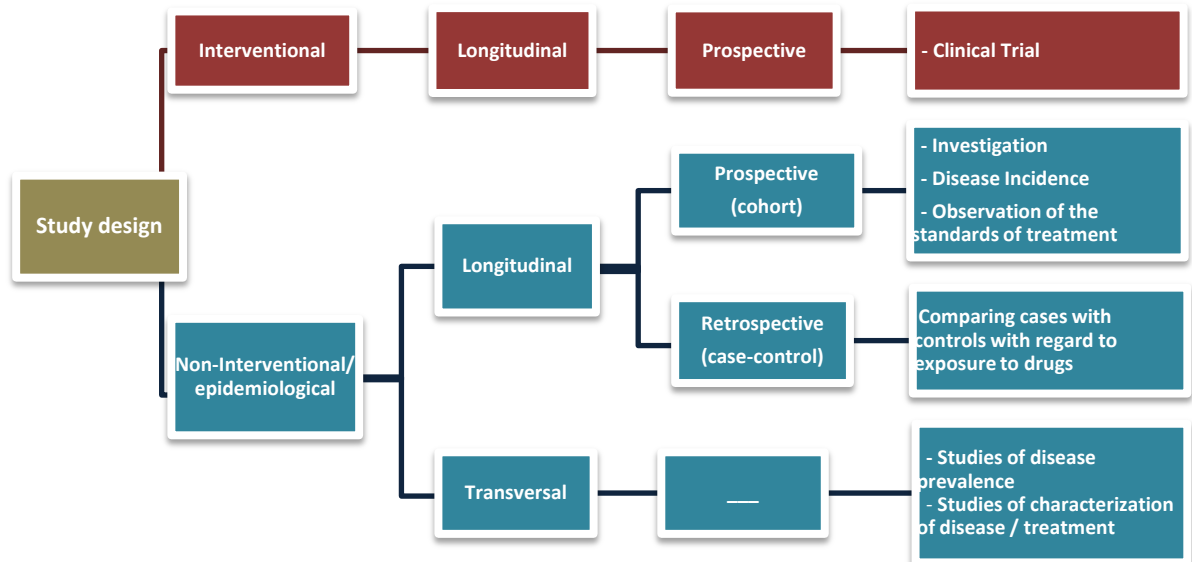 Interventional
Longitudinal
Prospective
- Clinical Trial
Study design
Non-Interventional/
epidemiological
Longitudinal
Prospective
(cohort)
- Investigation
- Disease Incidence
- Observation of the
standards of treatment
Retrospective
(case-control)
Comparing cases with
controls with regard to
exposure to drugs
Transversal
___
- Studies of disease
prevalence
- Studies of characterization
of disease / treatment